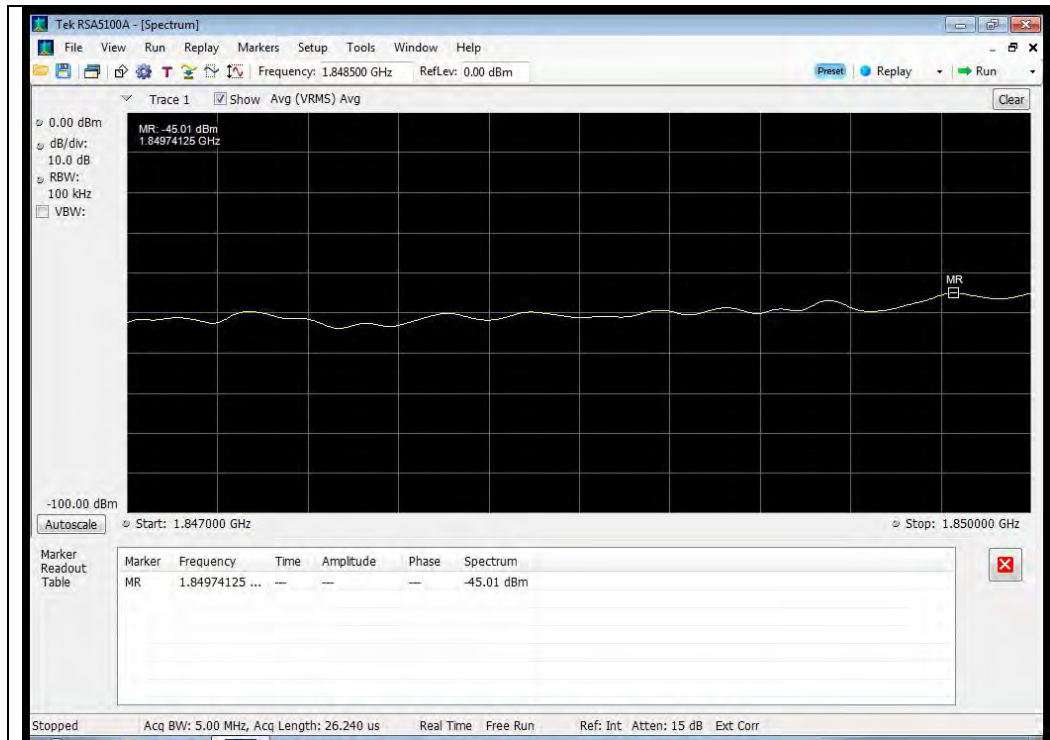 Tek RSA5100A - [Spectrum]
File View Run Replay Markers Setup Tools Window Help
T Frequency: 1.848500 GHz RefLev: 0.00 dBm Preset Replay Run
Trace 1 Show Avg (VRMS) Avg Clear
0.00 dBm
MR: -45.01 dBm
1.84974125 GHz
dB/div:
10.0 dB
RBW:
100 kHz
VBW:
MR
-100.00 dBm
Autoscale Start: 1.847000 GHz Stop: 1.850000 GHz
Marker
Readout
Table
Marker Frequency Time Amplitude Phase Spectrum
MR 1.84974125 ... --- --- --- -45.01 dBm
Stopped Acq BW: 5.00 MHz, Acq Length: 26.240 us Real Time Free Run Ref: Int Atten: 15 dB Ext Corr